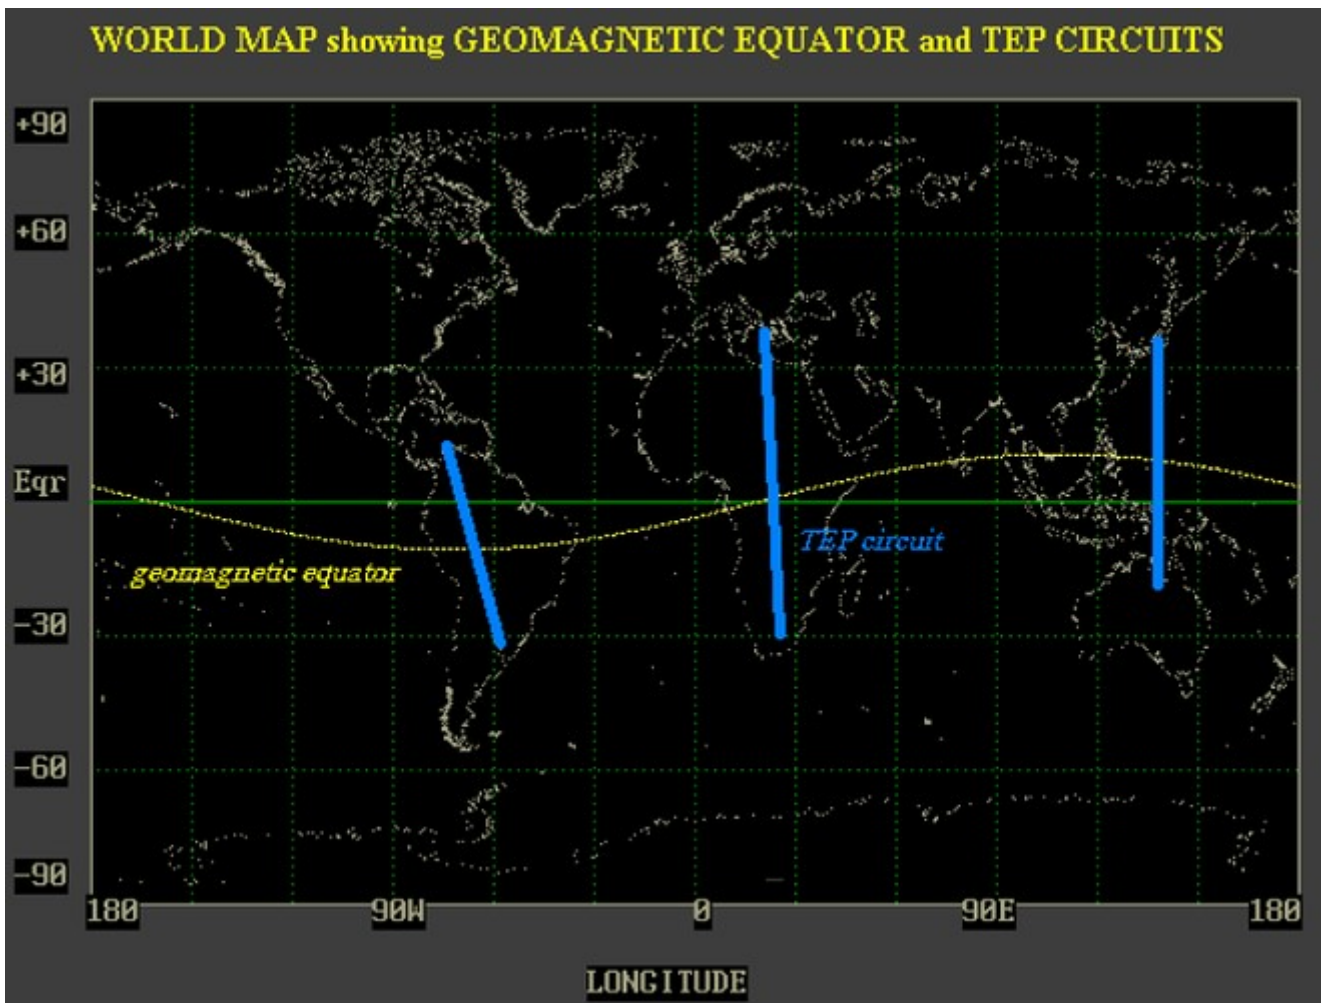 WORLD MAP showing GEOMAGNETIC EQUATOR and TEP CIRCUITS
+90
+60
+30
Eqr
TEP circuit
geomagnetic equator
-30
-60
-90
180 90W 0 90E 180
LONGITUDE